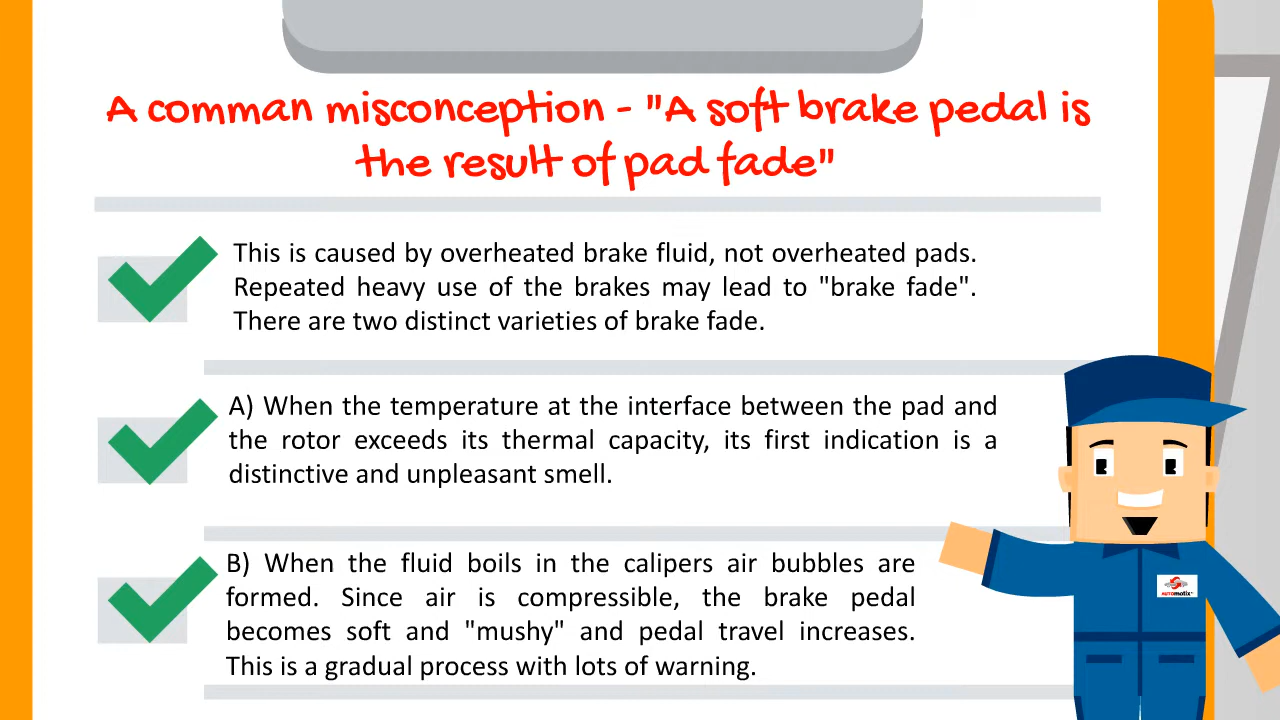 A comman misconception - "A soft brake pedal is
the result of pad fade"
This is caused by overheated brake fluid, not overheated pads.
Repeated heavy use of the brakes may lead to "brake fade".
There are two distinct varieties of brake fade.
A) When the temperature at the interface between the pad and
the rotor exceeds its thermal capacity, its first indication is a
distinctive and unpleasant smell.
B) When the fluid boils in the calipers air bubbles are
formed. Since air is compressible, the brake pedal
becomes soft and "mushy" and pedal travel increases.
This is a gradual process with lots of warning.
AUTOmatix